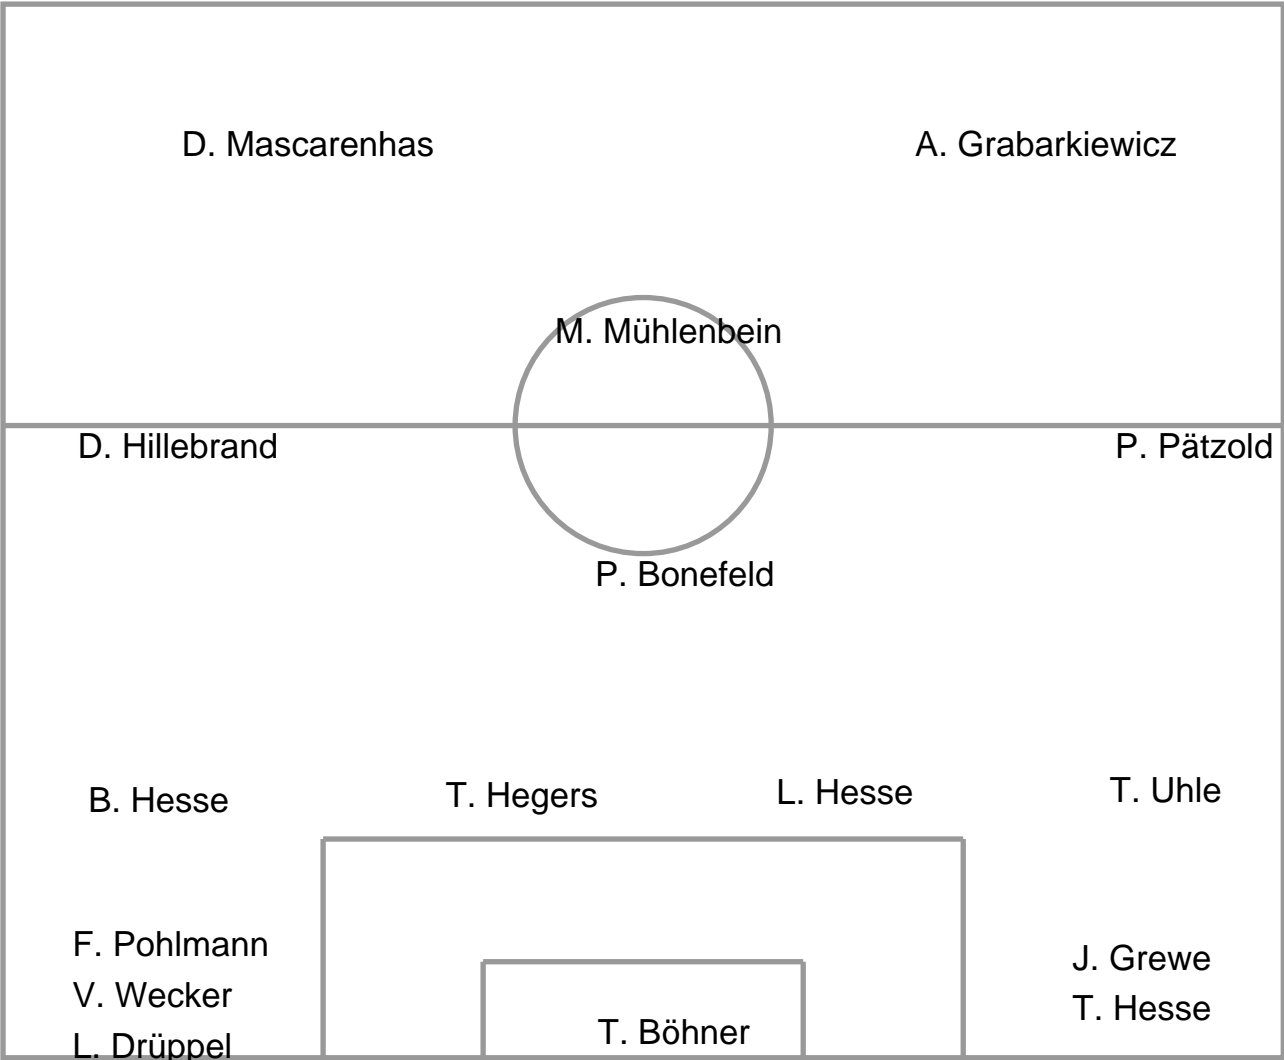 D. Mascarenhas
A. Grabarkiewicz
M. Mühlenbein
D. Hillebrand
P. Pätzold
P. Bonefeld
B. Hesse
T. Hegers
L. Hesse
T. Uhle
F. Pohlmann
V. Wecker
L. Drüppel
J. Grewe
T. Hesse
T. Böhner